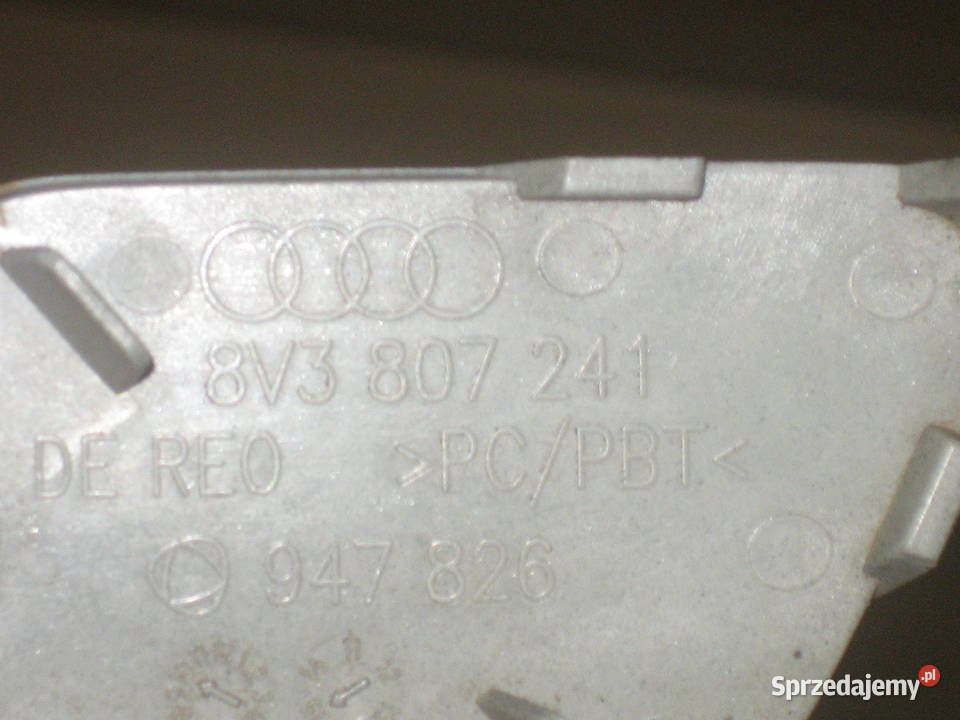 8V3 807 241
DE REO >PC/PBT<
947 826
Sprzedajemy.pl